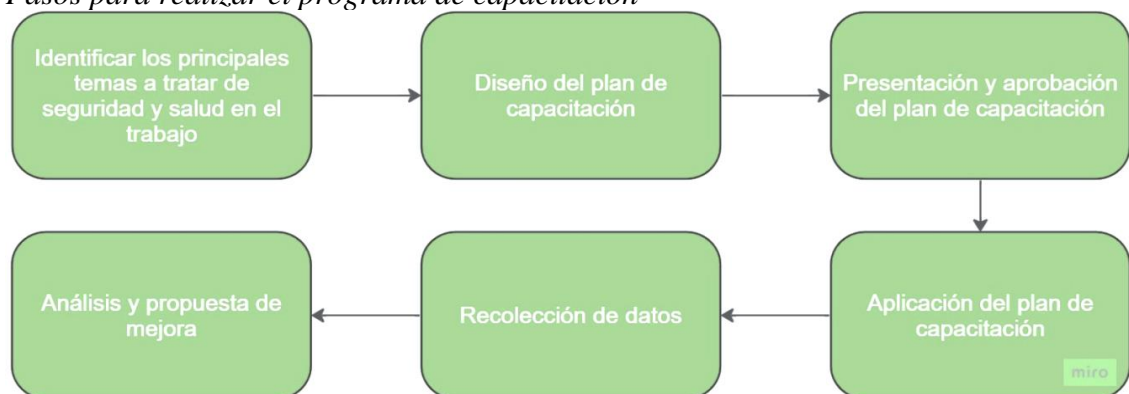 Pasos para realizar el programa de capacitación
Identificar los principales
temas a tratar de
seguridad y salud en el
trabajo
Diseño del plan de
capacitación
Presentación y aprobación
del plan de capacitación
Aplicación del plan de
capacitación
Recolección de datos
Análisis y propuesta de
mejora
miro